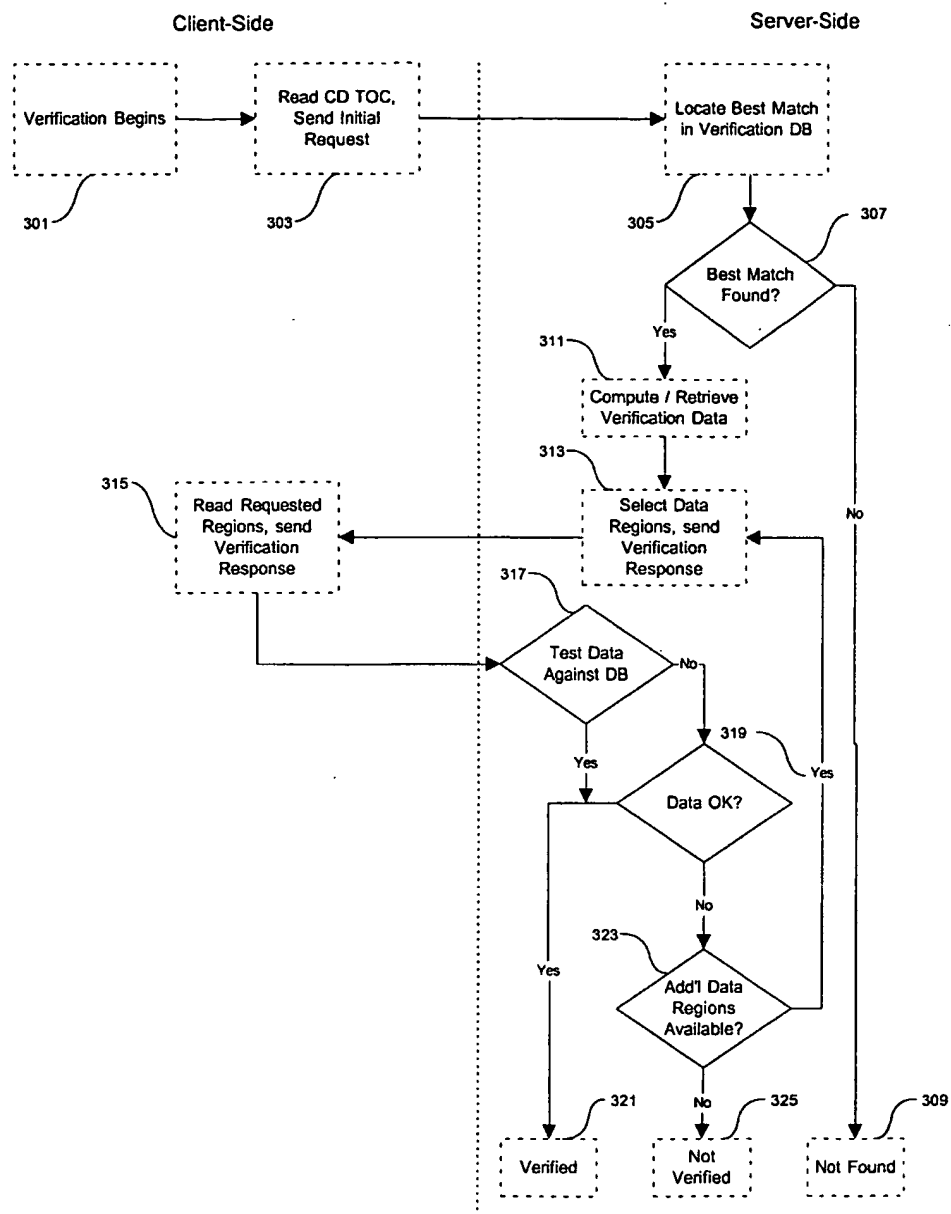 Client-Side
Server-Side
Verification Begins
301
Read CD TOC,
Send Initial
Request
303
Locate Best Match
in Verification DB
305
307
Best Match
Found?
Yes
No
311
Compute / Retrieve
Verification Data
313
Select Data
Regions, send
Verification
Response
315
Read Requested
Regions, send
Verification
Response
317
Test Data
Against DB
No
Yes
319
Yes
Data OK?
No
Yes
323
Add'l Data
Regions
Available?
No
321
Verified
325
Not
Verified
309
Not Found